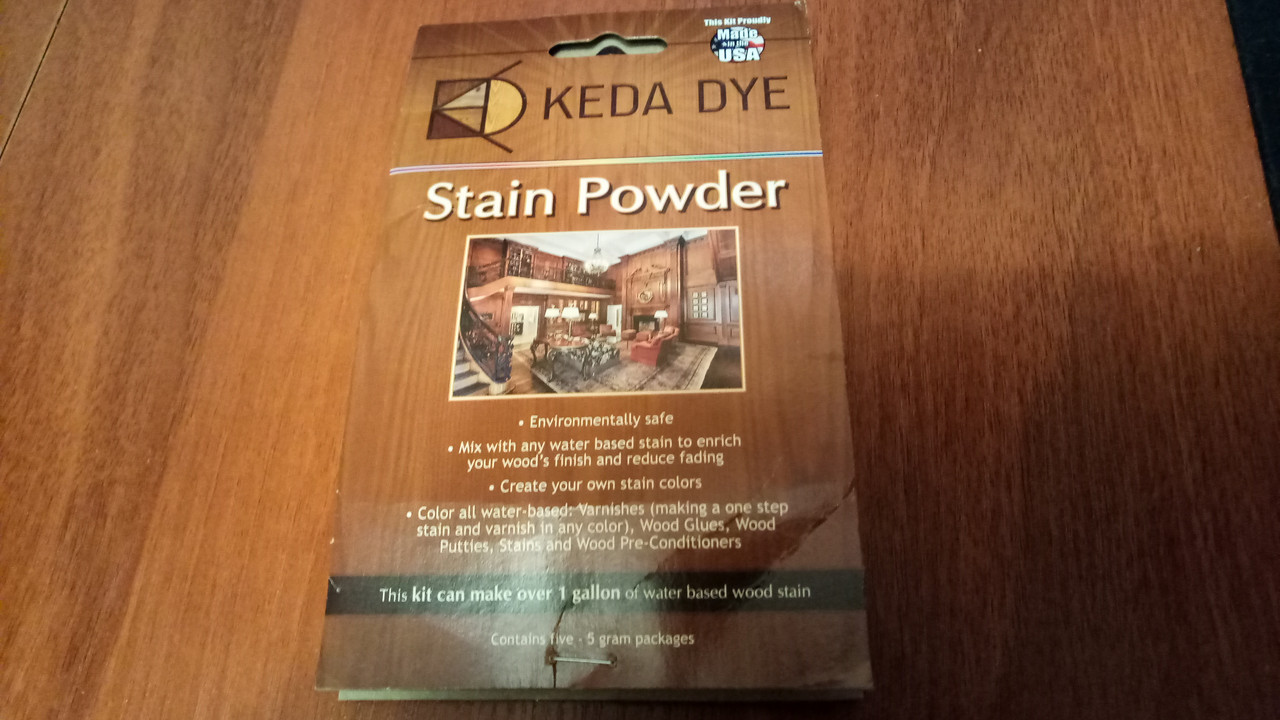 This Kit Proudly
Made
in the
USA
KEDA DYE
Stain Powder
• Environmentally safe
• Mix with any water based stain to enrich
your wood's finish and reduce fading
• Create your own stain colors
• Color all water-based: Varnishes (making a one step
stain and varnish in any color), Wood Glues, Wood
Putties, Stains and Wood Pre-Conditioners
This kit can make over 1 gallon of water based wood stain
Contains five - 5 gram packages